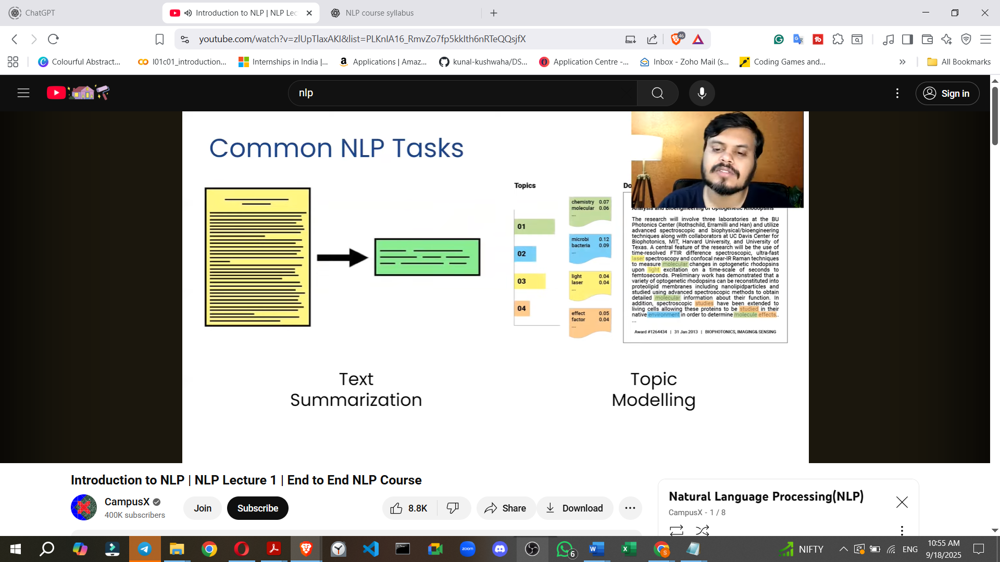 ChatGPT
Introduction to NLP | NLP Lec
NLP course syllabus
youtube.com/watch?v=zlUpTlaxAKI&list=PLKnIA16_RmvZo7fp5kkIth6nRTeQQsjfX
46
Colourful Abstract...
l01c01_introduction...
Internships in India |...
Applications | Amaz...
kunal-kushwaha/DS...
Application Centre -...
Inbox - Zoho Mail (s...
Coding Games and...
All Bookmarks
nlp
Sign in
Common NLP Tasks
Topics
Do
chemistry 0.07
molecular 0.06
...
01
microbi 0.12
bacteria 0.09
...
02
light 0.04
laser 0.04
...
03
effect 0.05
factor 0.04
...
04
Analysis and Bioengineering of Optogenetic Rhodopsins
The research will involve three laboratories at the BU
Photonics Center (Rothschild, Erramilli and Han) and utilize
advanced spectroscopic and biophysical/bioengineering
techniques along with collaborators at UC Davis Center for
Biophotonics, MIT, Harvard University, and University of
Texas. A central feature of the research will be the use of
time-resolved FTIR difference spectroscopic, ultra-fast
laser spectroscopy and confocal near-IR Raman techniques
to measure molecular changes in optogenetic rhodopsins
upon light excitation on a time-scale of seconds to
femtoseconds. Preliminary work has demonstrated that a
variety of optogenetic rhodopsins can be reconstituted into
proteolipid membranes including nanolipidparticles and
studied using advanced spectroscopic methods to obtain
detailed molecular information about their function. In
addition, spectroscopic studies have been extended to
living cells allowing these proteins to be studied in their
native environment in order to determine molecule effects..
...
Award #1264434 | 31 Jan 2013 | BIOPHOTONICS, IMAGING& SENSING
Text
Summarization
Topic
Modelling
Introduction to NLP | NLP Lecture 1 | End to End NLP Course
CampusX
400K subscribers
Join
Subscribe
8.8K
Share
Download
Natural Language Processing(NLP)
CampusX - 1 / 8
zoom
6
NIFTY
ENG
10:55 AM
9/18/2025